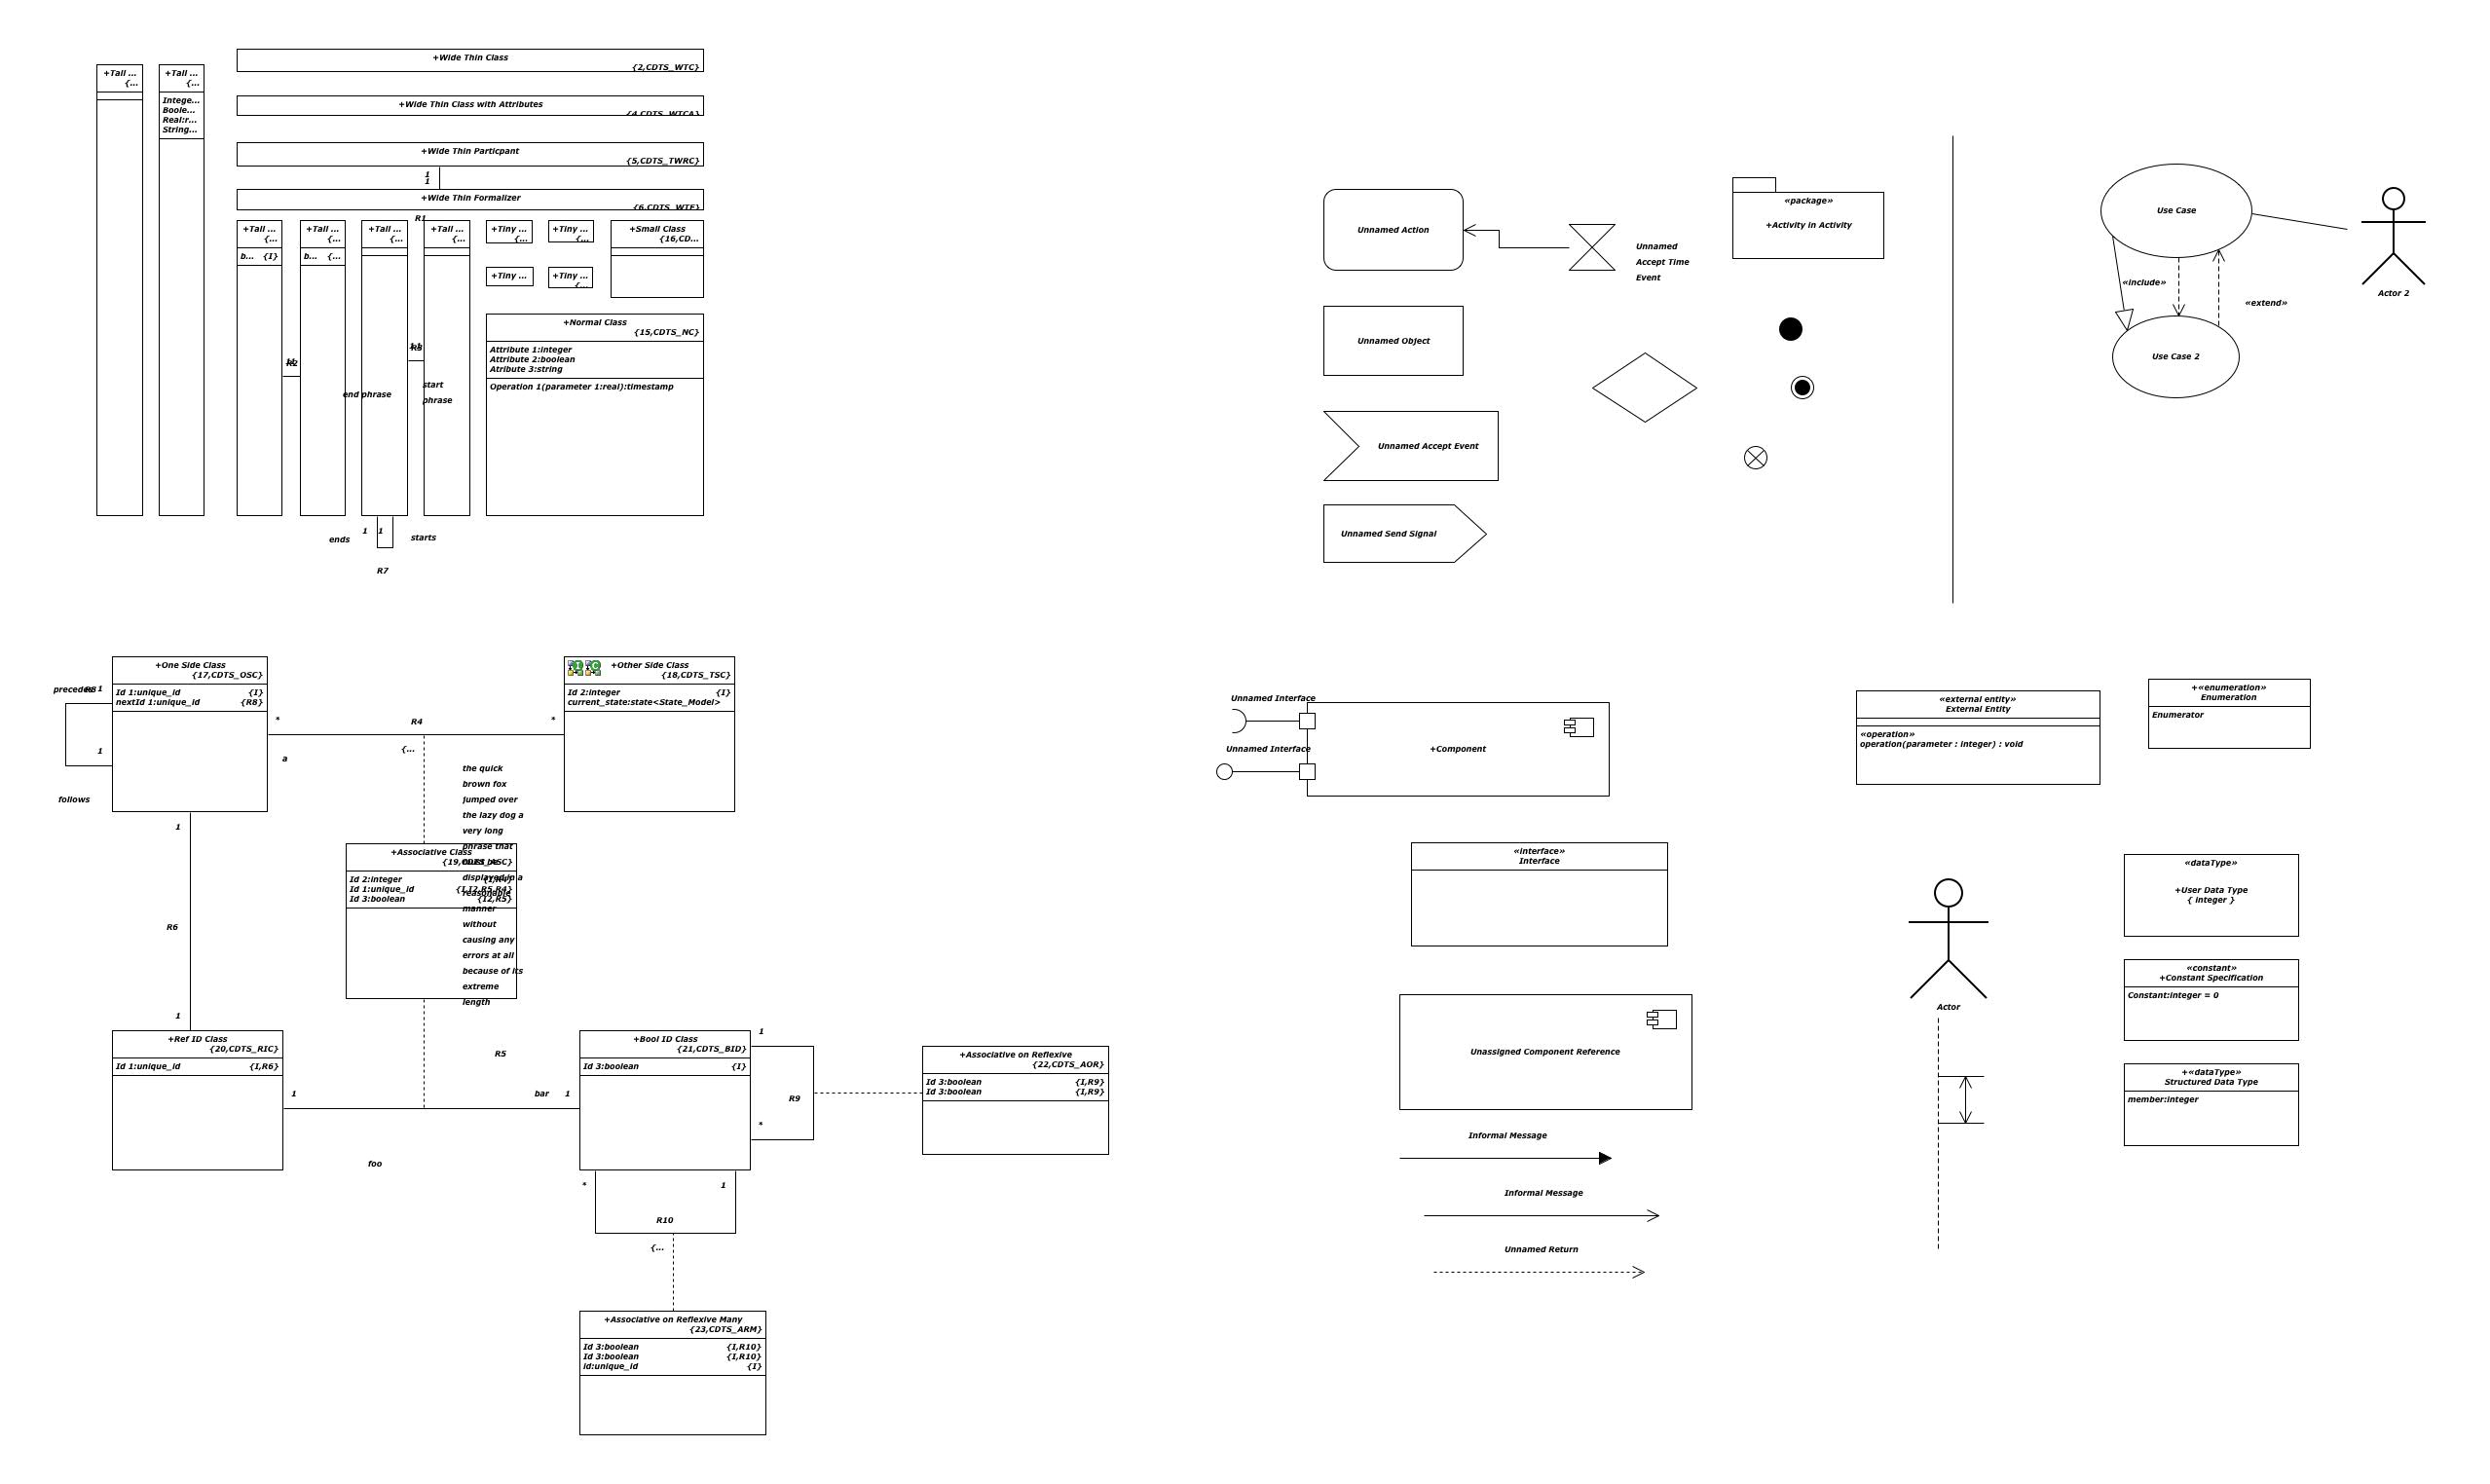 +Wide Thin Class
{2,CDTS_WTC}
+Tall ...
{...
+Tall ...
{...
Intege...
Boole...
Real:r...
String...
+Wide Thin Class with Attributes
{4,CDTS_WTCA}
+Wide Thin Particpant
{5,CDTS_TWRC}
1
1
+Wide Thin Formalizer
{6,CDTS_WTF}
R1
+Tall ...
{...
b... {I}
+Tall ...
{...
b... {...
+Tall ...
{...
+Tall ...
{...
+Tiny ...
{...
+Tiny ...
{...
+Small Class
{16,CD...
+Tiny ...
+Tiny ...
{...
+Normal Class
{15,CDTS_NC}
Attribute 1:integer
Attribute 2:boolean
Atribute 3:string
Operation 1(parameter 1:real):timestamp
R2
end phrase
start
phrase
1
1
ends
starts
R7
Unnamed Action
Unnamed
Accept Time
Event
«package»
+Activity in Activity
Unnamed Object
Unnamed Accept Event
Unnamed Send Signal
Use Case
«include»
«extend»
Use Case 2
Actor 2
+One Side Class
{17,CDTS_OSC}
Id 1:unique_id {I}
nextId 1:unique_id {R8}
precedes
R8
1
1
follows
*
R4
*
a
{...
I C
+Other Side Class
{18,CDTS_TSC}
Id 2:integer {I}
current_state:state<State_Model>
the quick
brown fox
jumped over
the lazy dog a
very long
phrase that
must be
displayed in a
reasonable
manner
without
causing any
errors at all
because of its
extreme
length
+Associative Class
{19,CDTS_ASC}
Id 2:integer {I,R4}
Id 1:unique_id {I,I2,R5,R4}
Id 3:boolean {I2,R5}
1
R6
1
+Ref ID Class
{20,CDTS_RIC}
Id 1:unique_id {I,R6}
R5
1
bar
1
foo
+Bool ID Class
{21,CDTS_BID}
Id 3:boolean {I}
1
R9
*
+Associative on Reflexive
{22,CDTS_AOR}
Id 3:boolean {I,R9}
Id 3:boolean {I,R9}
*
1
R10
{...
+Associative on Reflexive Many
{23,CDTS_ARM}
Id 3:boolean {I,R10}
Id 3:boolean {I,R10}
id:unique_id {I}
Unnamed Interface
Unnamed Interface
+Component
«external entity»
External Entity
«operation»
operation(parameter : integer) : void
+«enumeration»
Enumeration
Enumerator
«interface»
Interface
Unassigned Component Reference
Informal Message
Informal Message
Unnamed Return
Actor
«dataType»
+User Data Type
{ integer }
«constant»
+Constant Specification
Constant:integer = 0
+«dataType»
Structured Data Type
member:integer